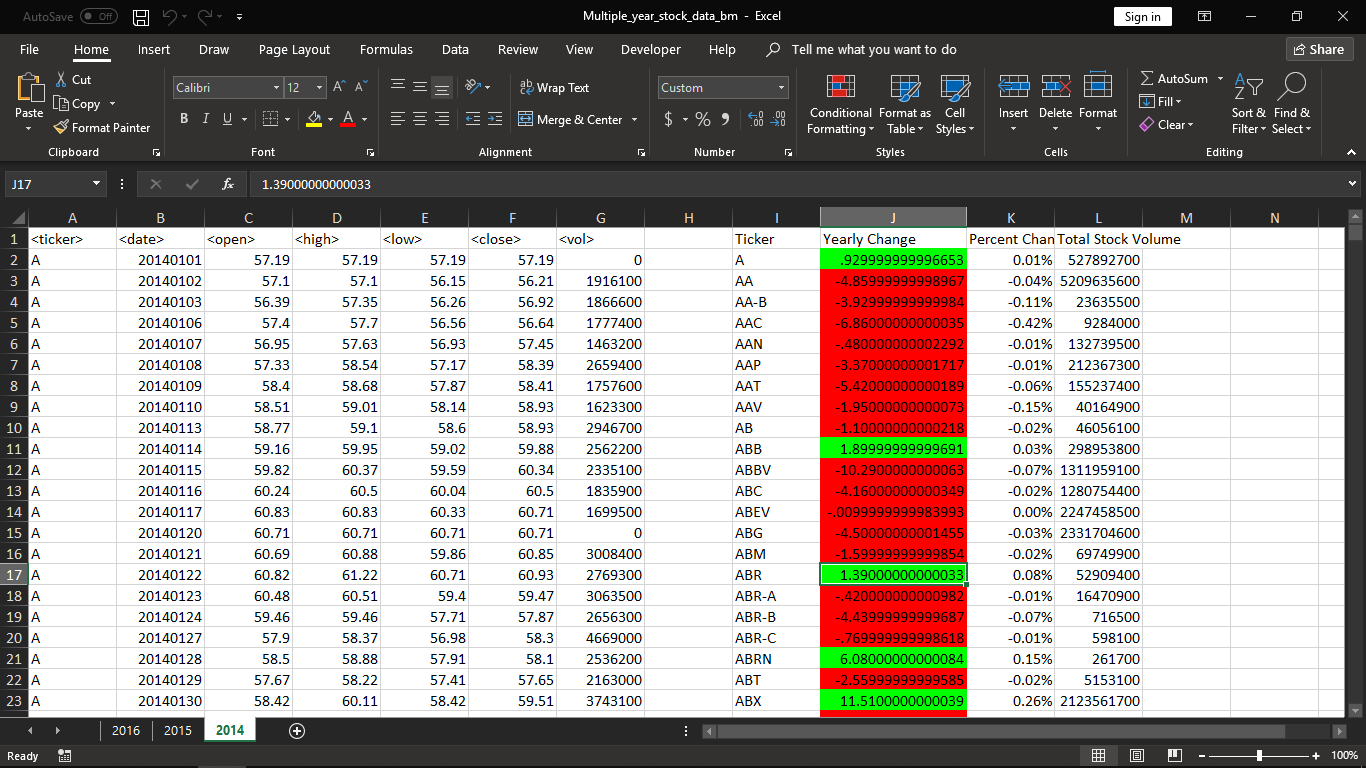 AutoSave Off Multiple_year_stock_data_bm - Excel Sign in
File Home Insert Draw Page Layout Formulas Data Review View Developer Help Tell me what you want to do Share
Paste Cut Copy Format Painter Clipboard
Calibri 12 A A B I U A Font
ab Wrap Text Merge & Center Alignment
Custom $ % Number
Conditional Formatting Format as Table Cell Styles Styles
Insert Delete Format Cells
AutoSum Fill Clear Sort & Filter Find & Select Editing
J17 fx 1.39000000000033
A B C D E F G H I J K L M N
1 <ticker> <date> <open> <high> <low> <close> <vol> Ticker Yearly Change Percent Chan Total Stock Volume
2 A 20140101 57.19 57.19 57.19 57.19 0 A .929999999996653 0.01% 527892700
3 A 20140102 57.1 57.1 56.15 56.21 1916100 AA -4.85999999998967 -0.04% 5209635600
4 A 20140103 56.39 57.35 56.26 56.92 1866600 AA-B -3.92999999999984 -0.11% 23635500
5 A 20140106 57.4 57.7 56.56 56.64 1777400 AAC -6.86000000000035 -0.42% 9284000
6 A 20140107 56.95 57.63 56.93 57.45 1463200 AAN -.480000000002292 -0.01% 132739500
7 A 20140108 57.33 58.54 57.17 58.39 2659400 AAP -3.37000000001717 -0.01% 212367300
8 A 20140109 58.4 58.68 57.87 58.41 1757600 AAT -5.42000000000189 -0.06% 155237400
9 A 20140110 58.51 59.01 58.14 58.93 1623300 AAV -1.95000000000073 -0.15% 40164900
10 A 20140113 58.77 59.1 58.6 58.93 2946700 AB -1.10000000000218 -0.02% 46056100
11 A 20140114 59.16 59.95 59.02 59.88 2562200 ABB 1.89999999999691 0.03% 298953800
12 A 20140115 59.82 60.37 59.59 60.34 2335100 ABBV -10.2900000000063 -0.07% 1311959100
13 A 20140116 60.24 60.5 60.04 60.5 1835900 ABC -4.16000000000349 -0.02% 1280754400
14 A 20140117 60.83 60.83 60.33 60.71 1699500 ABEV -.0099999999983993 0.00% 2247458500
15 A 20140120 60.71 60.71 60.71 60.71 0 ABG -4.50000000001455 -0.03% 2331704600
16 A 20140121 60.69 60.88 59.86 60.85 3008400 ABM -1.59999999999854 -0.02% 69749900
17 A 20140122 60.82 61.22 60.71 60.93 2769300 ABR 1.39000000000033 0.08% 52909400
18 A 20140123 60.48 60.51 59.4 59.47 3063500 ABR-A -.420000000000982 -0.01% 16470900
19 A 20140124 59.46 59.46 57.71 57.87 2656300 ABR-B -4.43999999999687 -0.07% 716500
20 A 20140127 57.9 58.37 56.98 58.3 4669000 ABR-C -.769999999998618 -0.01% 598100
21 A 20140128 58.5 58.88 57.91 58.1 2536200 ABRN 6.08000000000084 0.15% 261700
22 A 20140129 57.67 58.22 57.41 57.65 2163000 ABT -2.55999999999585 -0.02% 5153100
23 A 20140130 58.42 60.11 58.42 59.51 3743100 ABX 11.5100000000039 0.26% 2123561700
2016 2015 2014
Ready 100%